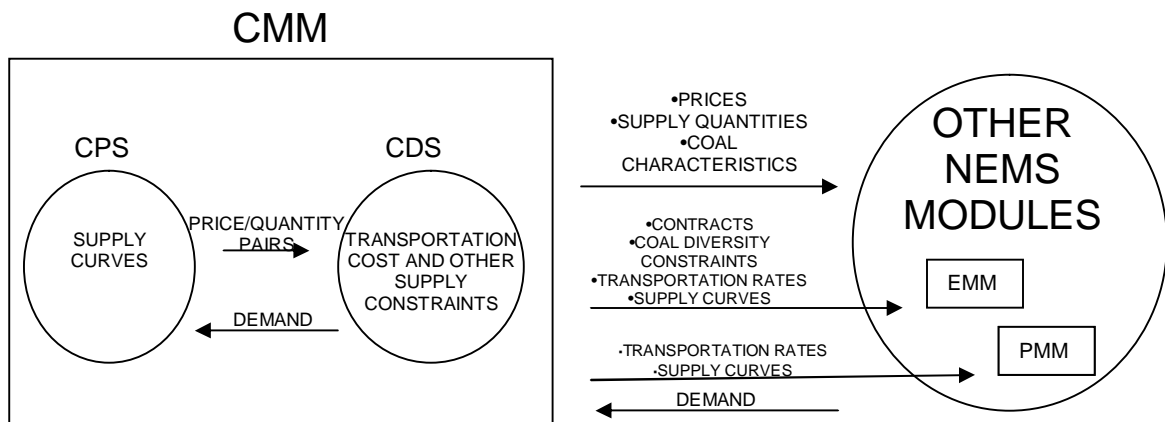 CMM
CPS
SUPPLY
CURVES
PRICE/QUANTITY
PAIRS
DEMAND
CDS
TRANSPORTATION
COST AND OTHER
SUPPLY
CONSTRAINTS
•PRICES
•SUPPLY QUANTITIES
•COAL
CHARACTERISTICS
•CONTRACTS
•COAL DIVERSITY
CONSTRAINTS
•TRANSPORTATION RATES
•SUPPLY CURVES
•TRANSPORTATION RATES
•SUPPLY CURVES
DEMAND
OTHER
NEMS
MODULES
EMM
PMM